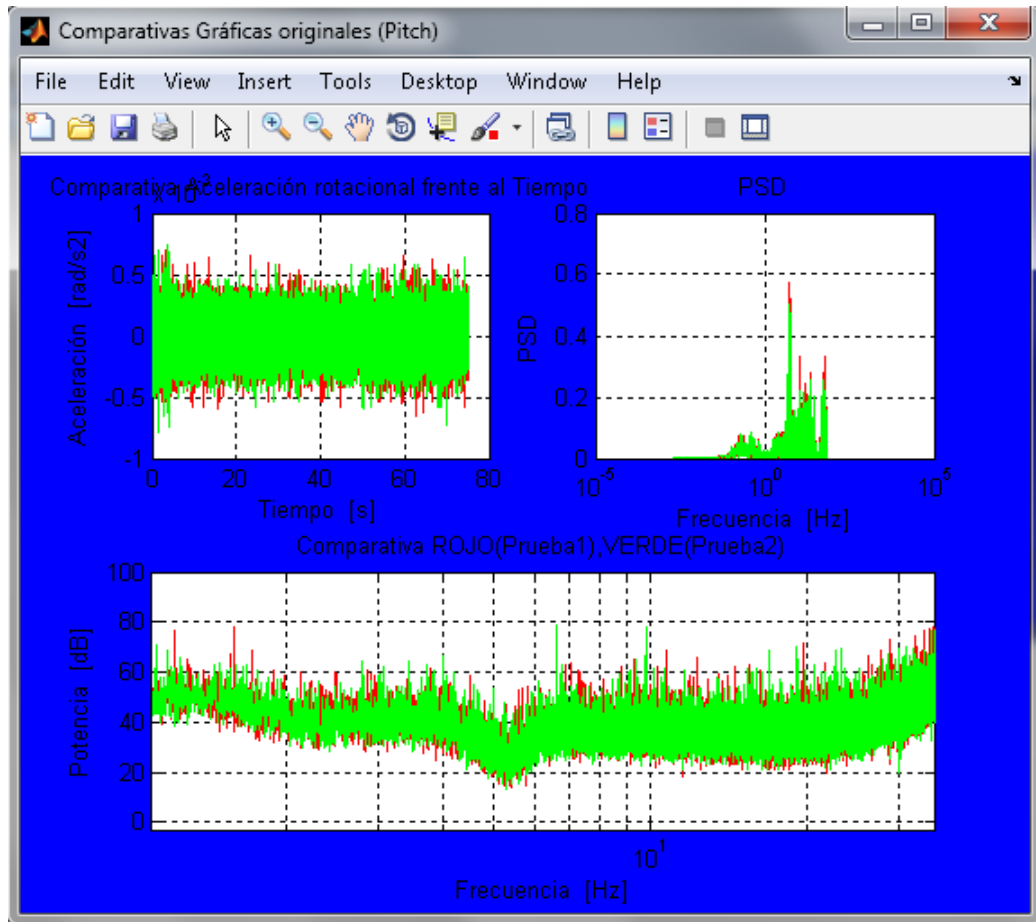 Comparativas Gráficas originales (Pitch)
File Edit View Insert Tools Desktop Window Help
Comparativa Aceleración rotacional frente al Tiempo
x 10
1
0.5
0
-0.5
-1
Aceleración [rad/s2]
0 20 40 60 80
Tiempo [s]
PSD
0.8
0.6
0.4
0.2
0
PSD
10^-5 10^0 10^5
Frecuencia [Hz]
Comparativa ROJO(Prueba1),VERDE(Prueba2)
100
80
60
40
20
0
Potencia [dB]
10^1
Frecuencia [Hz]